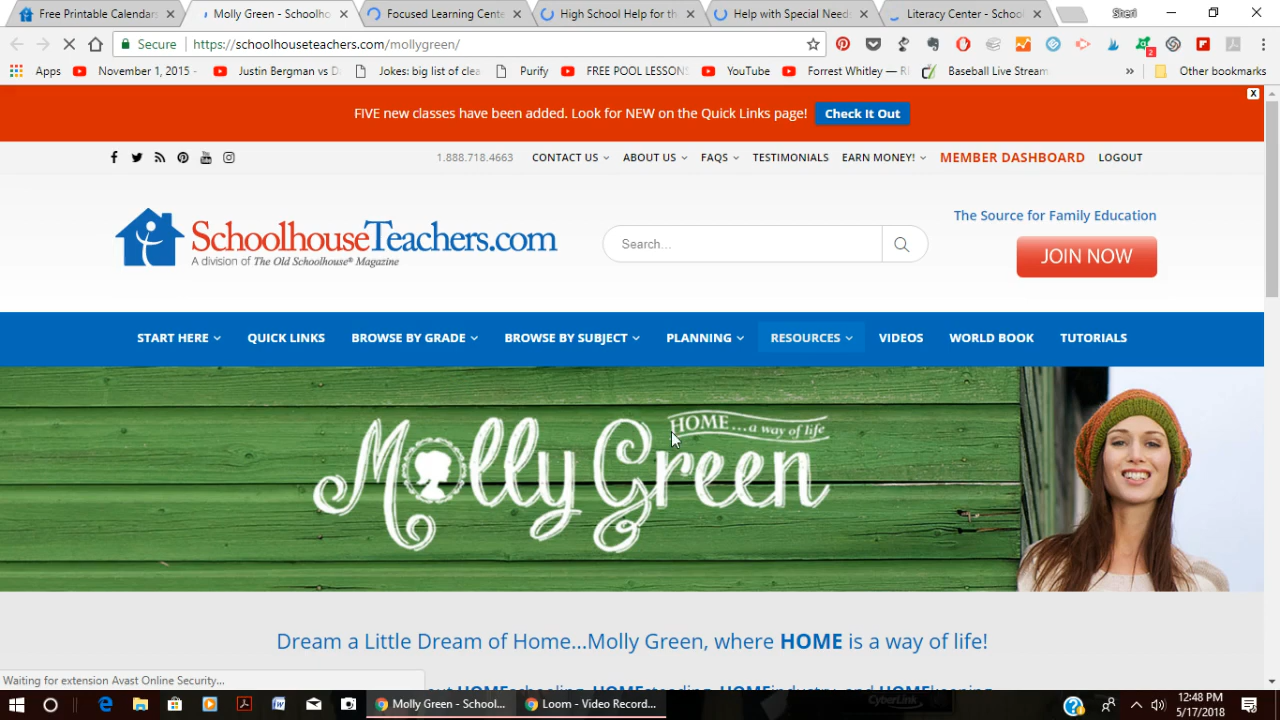 Free Printable Calendars
Molly Green - Schoolho
Focused Learning Cente
High School Help for th
Help with Special Needs
Literacy Center - School
Sheri
Secure https://schoolhouseteachers.com/mollygreen/
Apps
November 1, 2015 -
Justin Bergman vs D
Jokes: big list of clea
Purify
FREE POOL LESSONS
YouTube
Forrest Whitley — R
Baseball Live Stream
» Other bookmarks
FIVE new classes have been added. Look for NEW on the Quick Links page! Check It Out X
1.888.718.4663 CONTACT US ABOUT US FAQS TESTIMONIALS EARN MONEY! MEMBER DASHBOARD LOGOUT
SchoolhouseTeachers.com
A division of The Old Schoolhouse® Magazine
Search...
The Source for Family Education
JOIN NOW
START HERE QUICK LINKS BROWSE BY GRADE BROWSE BY SUBJECT PLANNING RESOURCES VIDEOS WORLD BOOK TUTORIALS
HOME...a way of life
Molly Green
Dream a Little Dream of Home...Molly Green, where HOME is a way of life!
out HOMEschooling, HOMEsteading, HOMEindustry, and HOMEkeeping
Waiting for extension Avast Online Security...
Molly Green - School...
Loom - Video Record...
CyberLink
12:48 PM
5/17/2018